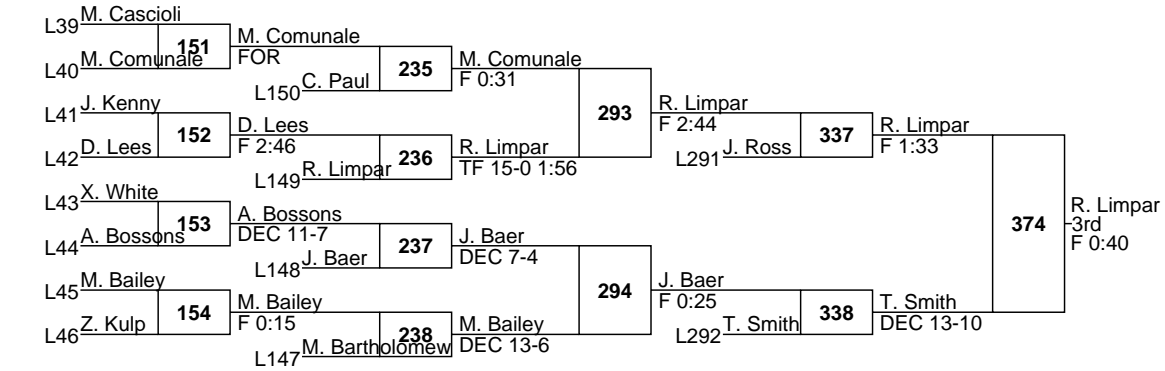 L39 M. Cascioli
151
L40 M. Comunale
M. Comunale
FOR
235
L150 C. Paul
M. Comunale
F 0:31
L41 J. Kenny
152
L42 D. Lees
D. Lees
F 2:46
236
L149 R. Limpar
R. Limpar
TF 15-0 1:56
293
R. Limpar
F 2:44
337
L291 J. Ross
R. Limpar
F 1:33
L43 X. White
153
L44 A. Bossons
A. Bossons
DEC 11-7
237
L148 J. Baer
J. Baer
DEC 7-4
L45 M. Bailey
154
L46 Z. Kulp
M. Bailey
F 0:15
238
L147 M. Bartholomew
M. Bailey
DEC 13-6
294
J. Baer
F 0:25
338
L292 T. Smith
T. Smith
DEC 13-10
374
R. Limpar
3rd
F 0:40